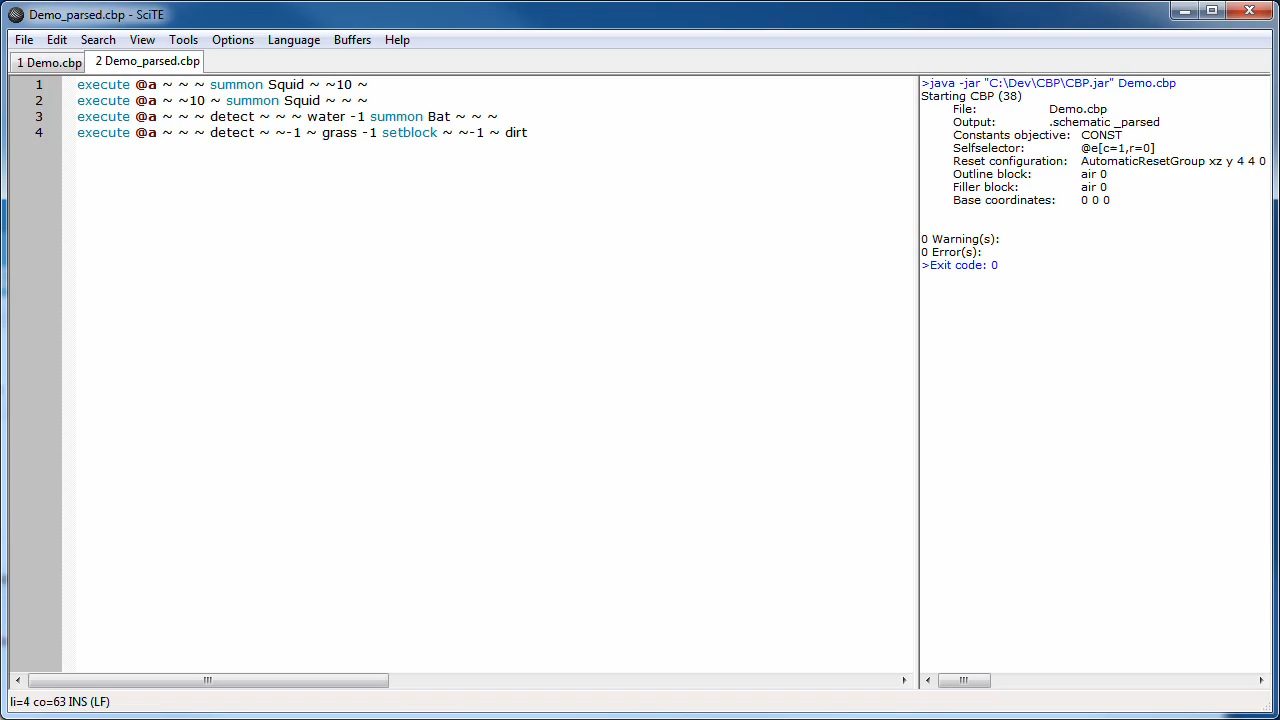 Demo_parsed.cbp - SciTE
File Edit Search View Tools Options Language Buffers Help
1 Demo.cbp 2 Demo_parsed.cbp
1 execute @a ~ ~ ~ summon Squid ~ ~10 ~
2 execute @a ~ ~10 ~ summon Squid ~ ~ ~
3 execute @a ~ ~ ~ detect ~ ~ ~ water -1 summon Bat ~ ~ ~
4 execute @a ~ ~ ~ detect ~ ~-1 ~ grass -1 setblock ~ ~-1 ~ dirt
>java -jar "C:\Dev\CBP\CBP.jar" Demo.cbp
Starting CBP (38)
File: Demo.cbp
Output: .schematic _parsed
Constants objective: CONST
Selfselector: @e[c=1,r=0]
Reset configuration: AutomaticResetGroup xz y 4 4 0
Outline block: air 0
Filler block: air 0
Base coordinates: 0 0 0
0 Warning(s):
0 Error(s):
>Exit code: 0
li=4 co=63 INS (LF)